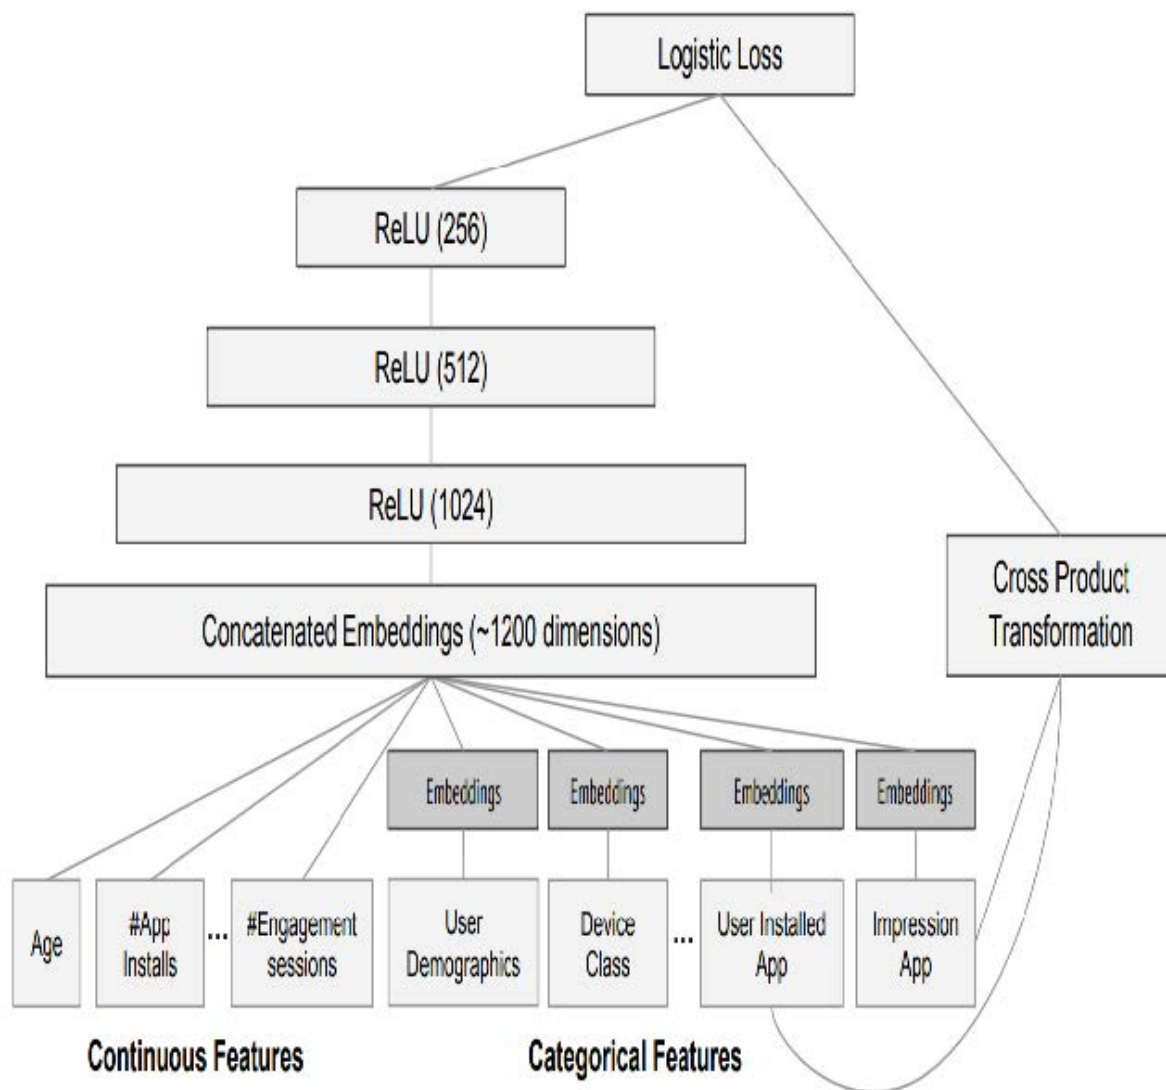 Logistic Loss
ReLU (256)
ReLU (512)
ReLU (1024)
Concatenated Embeddings (~1200 dimensions)
Cross Product
Transformation
Embeddings
Embeddings
Embeddings
Embeddings
Age
#App
Installs
...
#Engagement
sessions
User
Demographics
Device
Class
...
User Installed
App
Impression
App
Continuous Features
Categorical Features